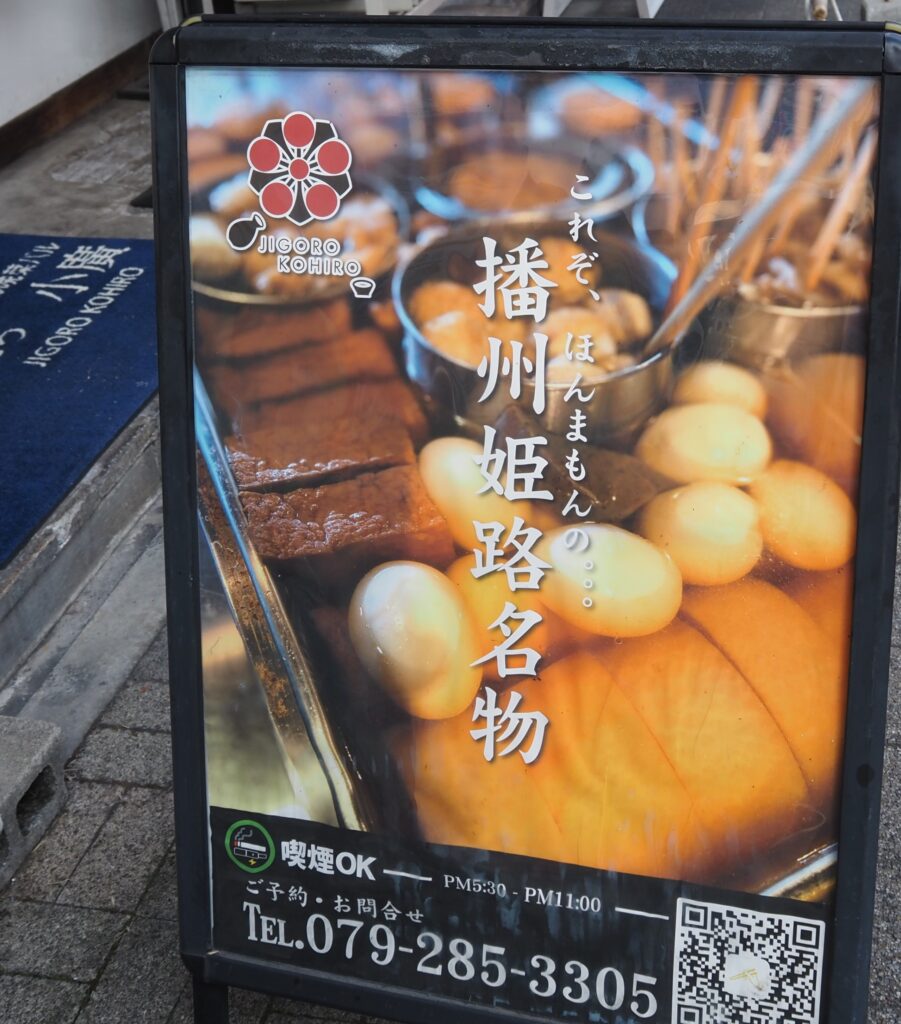 JIGORO
KOHIRO
これぞ、ほんまもんの。。。
播州姫路名物
喫煙OK
PM5:30 - PM11:00
ご予約・お問合せ
TEL.079-285-3305
小廣
JIGORO KOHIRO